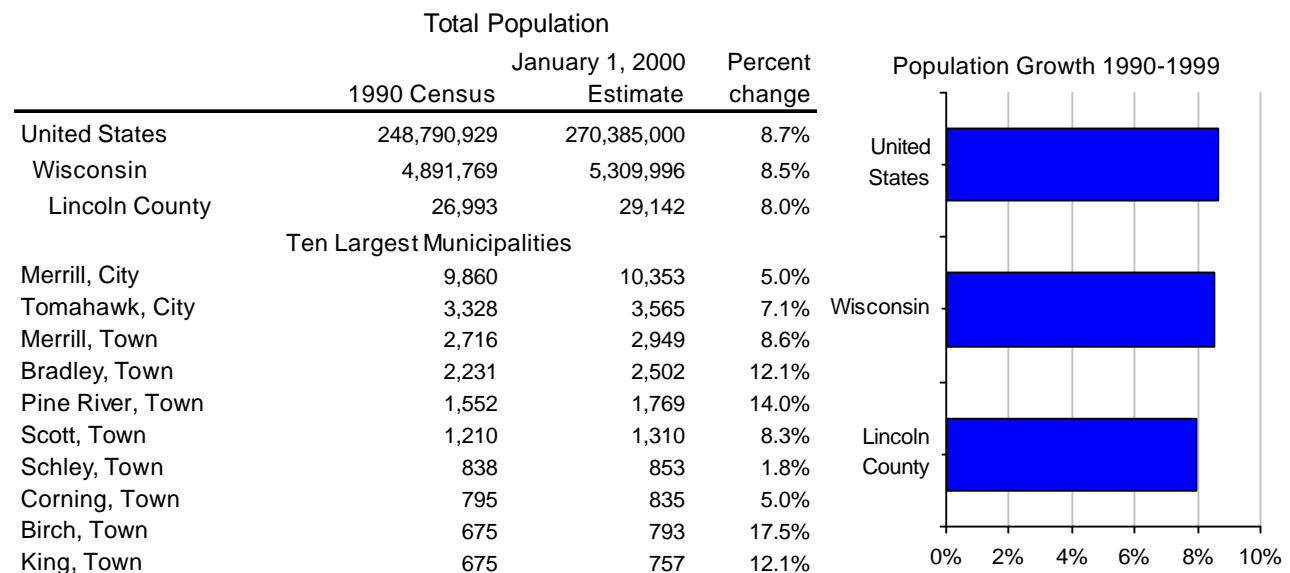 Total Population
January 1, 2000 Percent
1990 Census Estimate change
United States 248,790,929 270,385,000 8.7%
Wisconsin 4,891,769 5,309,996 8.5%
Lincoln County 26,993 29,142 8.0%
Ten Largest Municipalities
Merrill, City 9,860 10,353 5.0%
Tomahawk, City 3,328 3,565 7.1%
Merrill, Town 2,716 2,949 8.6%
Bradley, Town 2,231 2,502 12.1%
Pine River, Town 1,552 1,769 14.0%
Scott, Town 1,210 1,310 8.3%
Schley, Town 838 853 1.8%
Corning, Town 795 835 5.0%
Birch, Town 675 793 17.5%
King, Town 675 757 12.1%
Population Growth 1990-1999
United
States
Wisconsin
Lincoln
County
0% 2% 4% 6% 8% 10%